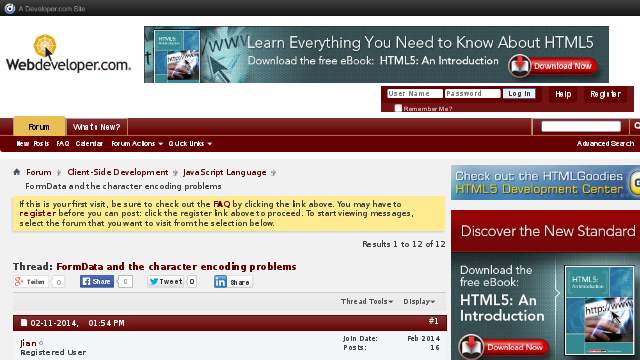 A Developer.com Site
Webdeveloper.com.
Learn Everything You Need to Know About HTML5
Download the free eBook: HTML5: An Introduction
Download Now
User Name Password Log In Help Register
Remember Me?
Forum What's New?
New Posts FAQ Calendar Forum Actions Quick Links Advanced Search
Forum Client-Side Development JavaScript Language
FormData and the character encoding problems
If this is your first visit, be sure to check out the FAQ by clicking the link above. You may have to
register before you can post: click the register link above to proceed. To start viewing messages,
select the forum that you want to visit from the selection below.
Results 1 to 12 of 12
Thread: FormData and the character encoding problems
Teilen 0 Share 0 Tweet 0 Share
Thread Tools Display
02-11-2014, 01:54 PM #1
Jian
Registered User
Join Date: Feb 2014
Posts: 16
Check out the HTMLGoodies
HTML5 Development Center
Discover the New Standard
Download the
free eBook:
HTML5: An
Introduction
Download Now